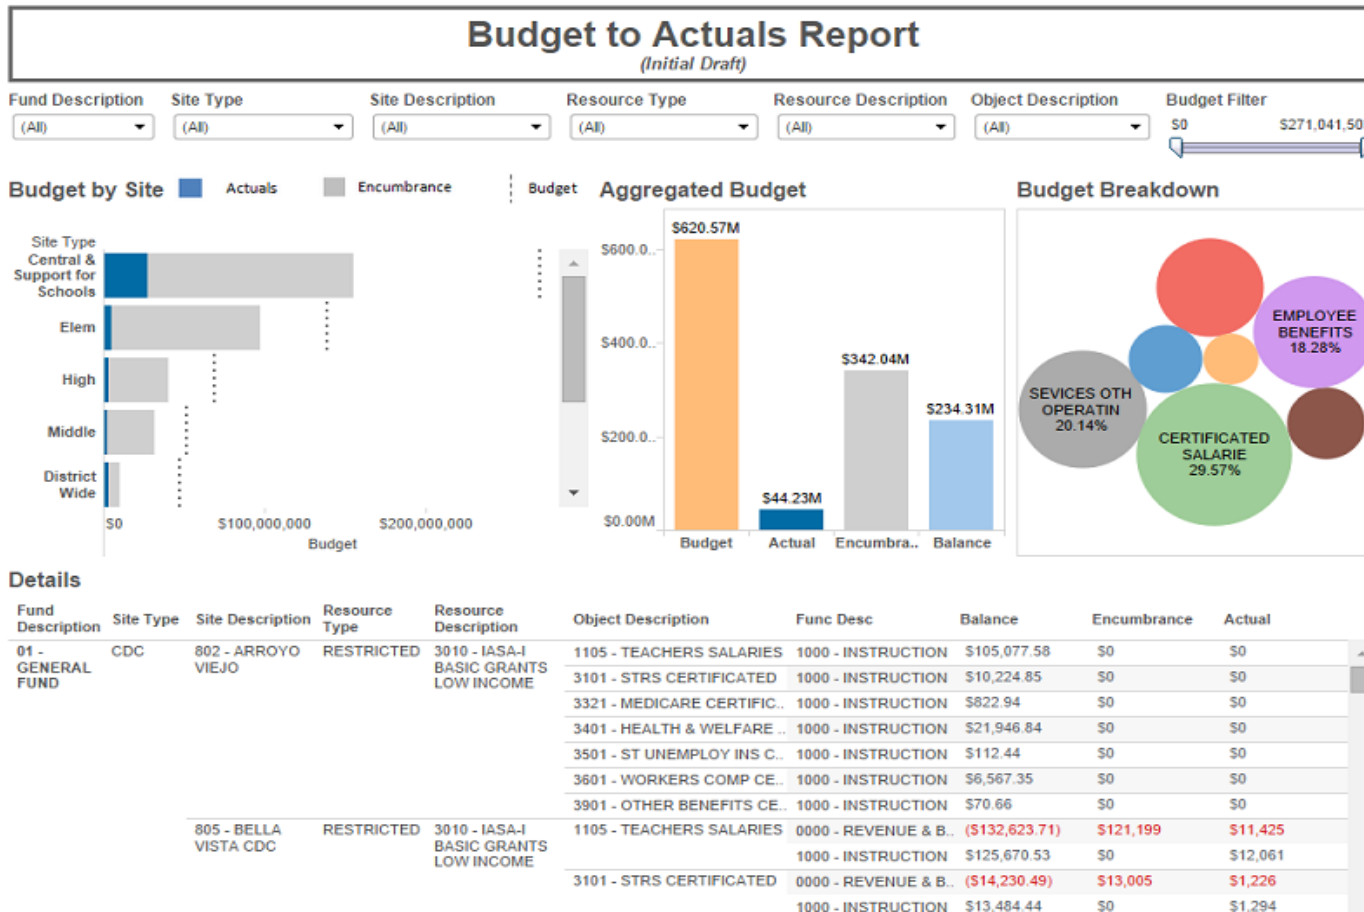 Budget to Actuals Report
(Initial Draft)
Fund Description Site Type Site Description Resource Type Resource Description Object Description Budget Filter
(All) (All) (All) (All) (All) (All) $0 $271,041,50
Budget by Site Actuals Encumbrance Budget Aggregated Budget Budget Breakdown
Site Type
Central &
Support for
Schools
Elem
High
Middle
District
Wide
$0 $100,000,000 $200,000,000
Budget
$600.0..
$400.0..
$200.0..
$0.00M
$620.57M
$44.23M
$342.04M
$234.31M
Budget Actual Encumbra.. Balance
EMPLOYEE
BENEFITS
18.28%
SEVICES OTH
OPERATIN
20.14%
CERTIFICATED
SALARIE
29.57%
Details
Fund
Description Site Type Site Description Resource
Type Resource
Description Object Description Func Desc Balance Encumbrance Actual
01 -
GENERAL
FUND
CDC
802 - ARROYO
VIEJO
RESTRICTED
3010 - IASA-I
BASIC GRANTS
LOW INCOME
1105 - TEACHERS SALARIES 1000 - INSTRUCTION $105,077.58 $0 $0
3101 - STRS CERTIFICATED 1000 - INSTRUCTION $10,224.85 $0 $0
3321 - MEDICARE CERTIFIC.. 1000 - INSTRUCTION $822.94 $0 $0
3401 - HEALTH & WELFARE .. 1000 - INSTRUCTION $21,946.84 $0 $0
3501 - ST UNEMPLOY INS C.. 1000 - INSTRUCTION $112.44 $0 $0
3601 - WORKERS COMP CE.. 1000 - INSTRUCTION $6,567.35 $0 $0
3901 - OTHER BENEFITS CE.. 1000 - INSTRUCTION $70.66 $0 $0
805 - BELLA
VISTA CDC
RESTRICTED
3010 - IASA-I
BASIC GRANTS
LOW INCOME
1105 - TEACHERS SALARIES 0000 - REVENUE & B.. ($132,623.71) $121,199 $11,425
1000 - INSTRUCTION $125,670.53 $0 $12,061
3101 - STRS CERTIFICATED 0000 - REVENUE & B.. ($14,230.49) $13,005 $1,226
1000 - INSTRUCTION $13,484.44 $0 $1,294